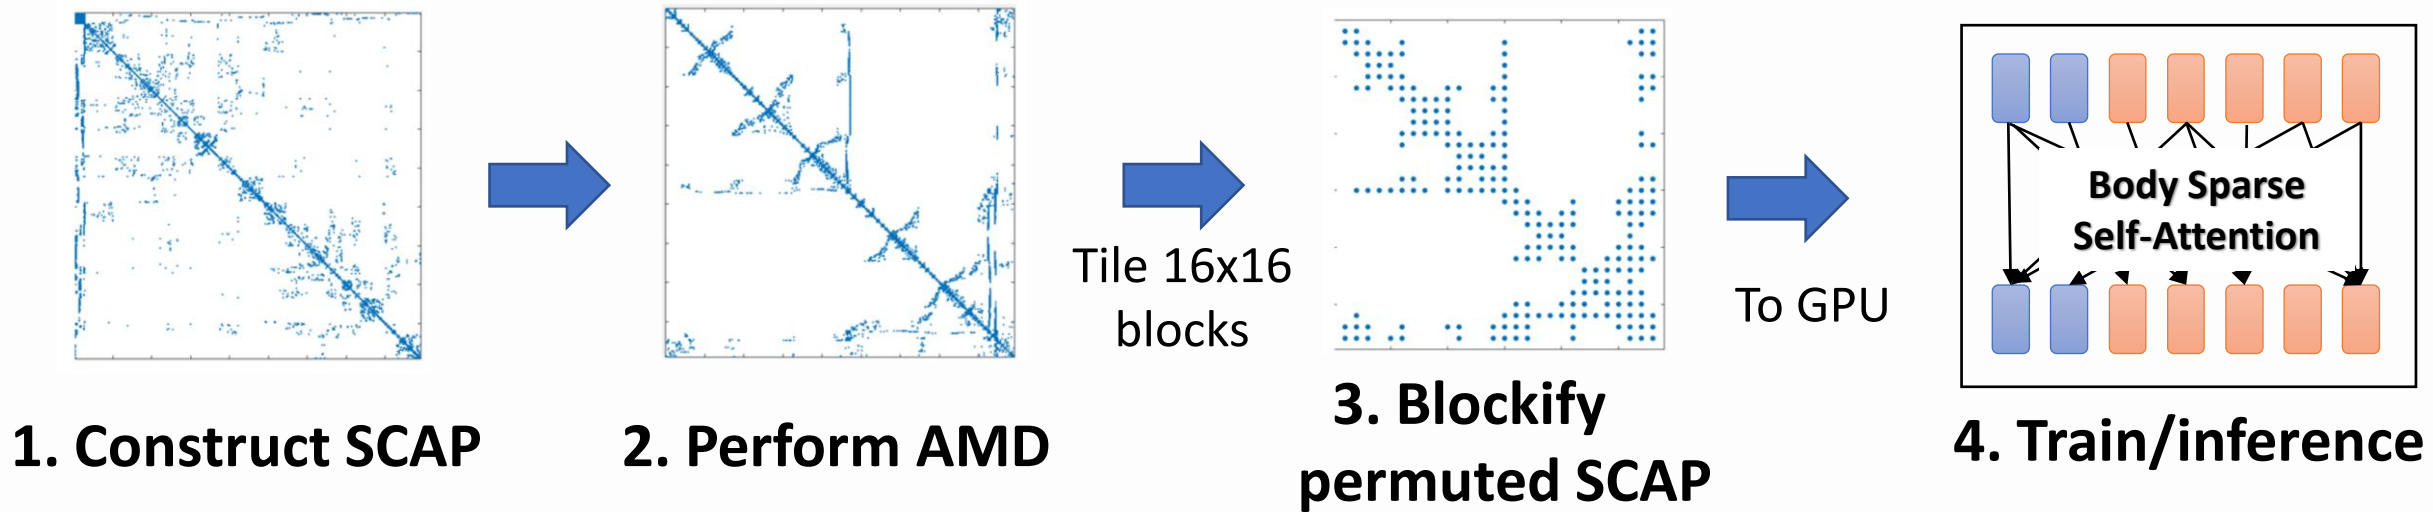 1. Construct SCAP
2. Perform AMD
Tile 16x16
blocks
3. Blockify
permuted SCAP
To GPU
Body Sparse
Self-Attention
4. Train/inference